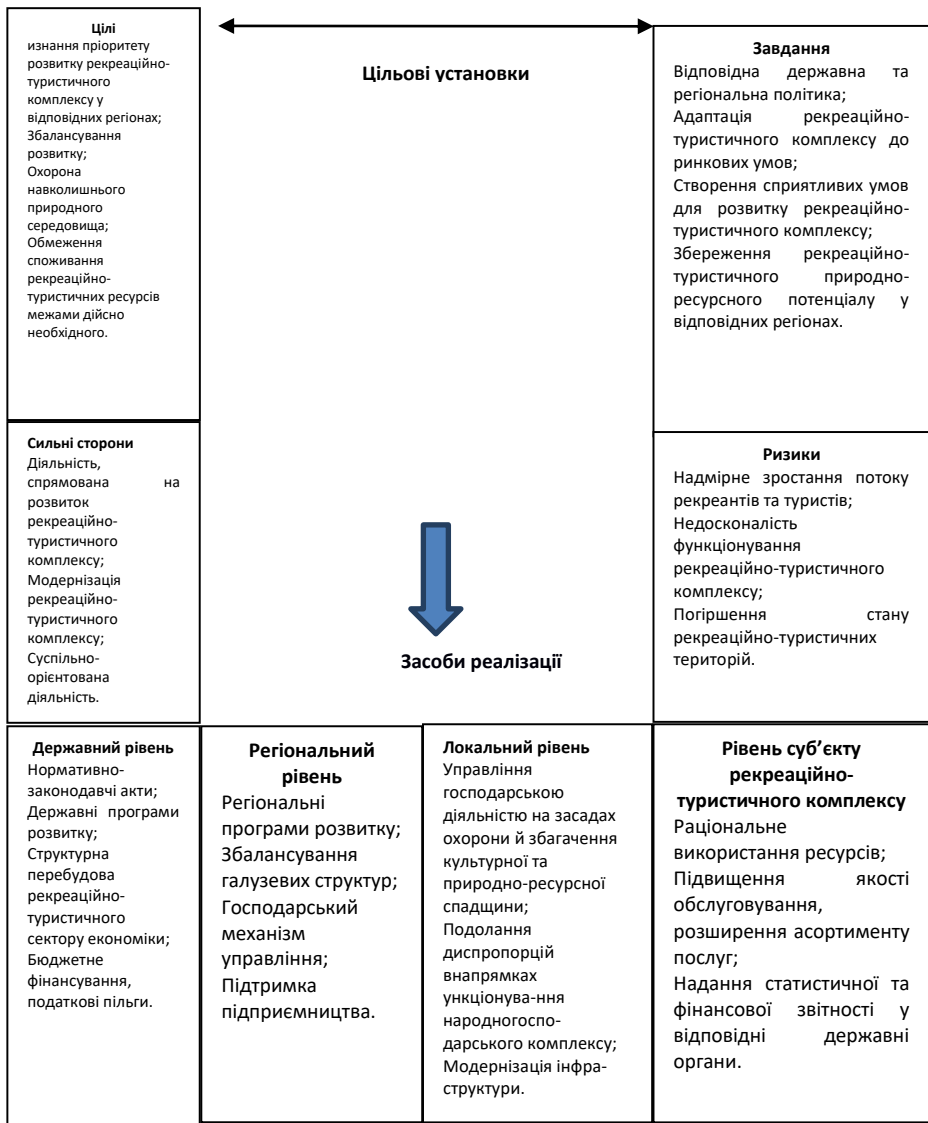 Цілі
изнання пріоритету
розвитку рекреаційно-
туристичного
комплексу у
відповідних регіонах;
Збалансування
розвитку;
Охорона
навколишнього
природного
середовища;
Обмеження
споживання
рекреаційно-
туристичних ресурсів
межами дійсно
необхідного.
Цільові установки
Завдання
Відповідна державна та
регіональна політика;
Адаптація рекреаційно-
туристичного комплексу до
ринкових умов;
Створення сприятливих умов
для розвитку рекреаційно-
туристичного комплексу;
Збереження рекреаційно-
туристичного природно-
ресурсного потенціалу у
відповідних регіонах.
Сильні сторони
Діяльність,
спрямована на
розвиток
рекреаційно-
туристичного
комплексу;
Модернізація
рекреаційно-
туристичного
комплексу;
Суспільно-
орієнтована
діяльність.
Засоби реалізації
Ризики
Надмірне зростання потоку
рекреантів та туристів;
Недосконалість
функціонування
рекреаційно-туристичного
комплексу;
Погіршення стану
рекреаційно-туристичних
територій.
Державний рівень
Нормативно-
законодавчі акти;
Державні програми
розвитку;
Структурна
перебудова
рекреаційно-
туристичного
сектору економіки;
Бюджетне
фінансування,
податкові пільги.
Регіональний
рівень
Регіональні
програми розвитку;
Збалансування
галузевих структур;
Господарський
механізм
управління;
Підтримка
підприємництва.
Локальний рівень
Управління
господарською
діяльністю на засадах
охорони й збагачення
культурної та
природно-ресурсної
спадщини;
Подолання
диспропорцій
внапрямках
ункціонува-ння
народногоспо-
дарського комплексу;
Модернізація інфра-
структури.
Рівень суб’єкту
рекреаційно-
туристичного комплексу
Раціональне
використання ресурсів;
Підвищення якості
обслуговування,
розширення асортименту
послуг;
Надання статистичної та
фінансової звітності у
відповідні державні
органи.